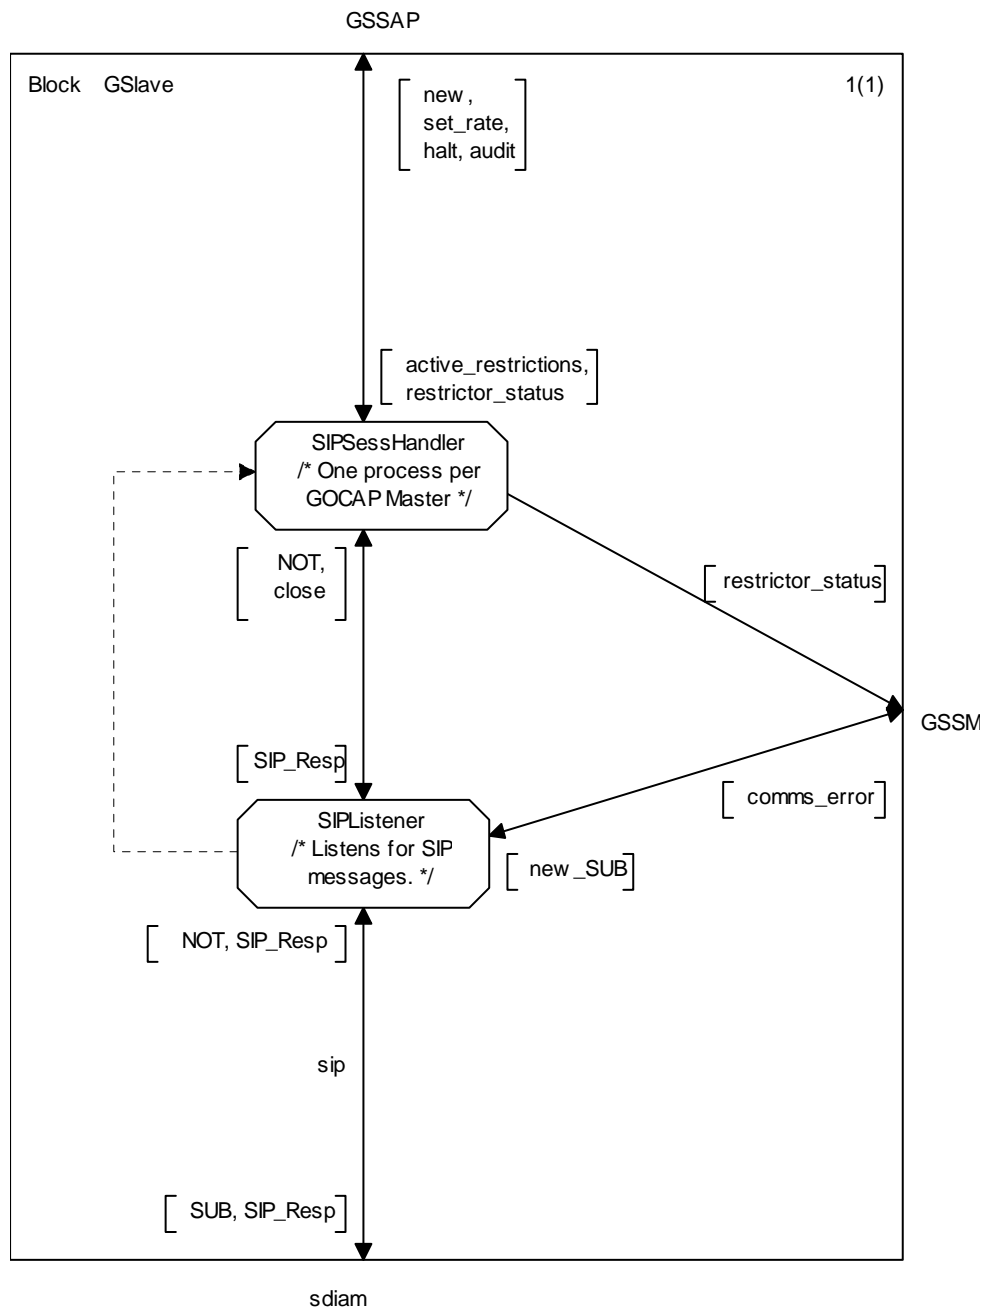 GSSAP
Block GSlave 1(1)
new,
set_rate,
halt, audit
active_restrictions,
restrictor_status
SIPSessHandler
/* One process per
GOCAP Master */
NOT,
close
restrictor_status
GSSM
SIP_Resp
comms_error
SIPListener
/* Listens for SIP
messages. */
new_SUB
NOT, SIP_Resp
sip
SUB, SIP_Resp
sdiam